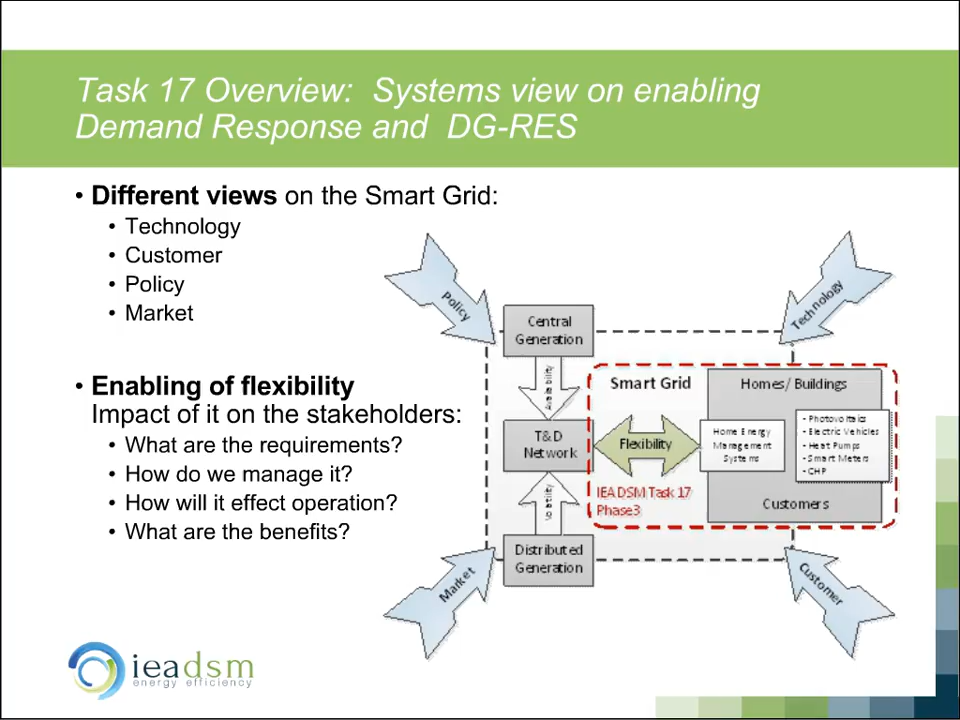 Task 17 Overview: Systems view on enabling
Demand Response and DG-RES
• Different views on the Smart Grid:
• Technology
• Customer
• Policy
• Market
• Enabling of flexibility
Impact of it on the stakeholders:
• What are the requirements?
• How do we manage it?
• How will it effect operation?
• What are the benefits?
Policy
Technology
Central
Generation
Availability
Smart Grid
Homes/ Buildings
T&D
Network
Flexibility
Home Energy
Management
Systems
• Photovoltaics
• Electric Vehicles
• Heat Pumps
• Smart Meters
• CHP
IEADSM Task 17
Phase3
Volatility
Customers
Distributed
Generation
Market
Customer
ieadsm
energy efficiency